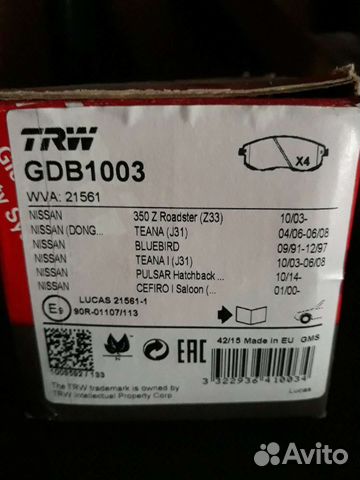 TRW
GDB1003
X4
WVA: 21561
NISSAN 350 Z Roadster (Z33) 10/03-
NISSAN (DONG... TEANA (J31) 04/06-06/08
NISSAN BLUEBIRD 09/91-12/97
NISSAN TEANA I (J31) 10/03-06/08
NISSAN PULSAR Hatchback ... 10/14-
NISSAN CEFIRO I Saloon (... 01/00-
LUCAS 21561-1
E9 90R-01107/113
EAC
42/15 Made in EU GMS
3 322936 410034
The TRW trademark is owned by
TRW Intellectual Property Corp
Lucas
Avito